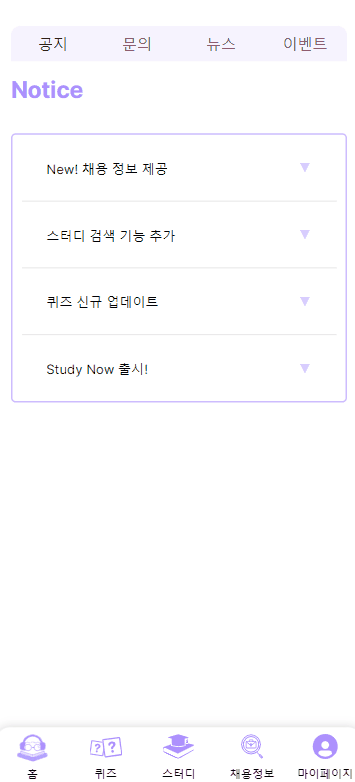 공지 문의 뉴스 이벤트
Notice
New! 채용 정보 제공 ▼
스터디 검색 기능 추가 ▼
퀴즈 신규 업데이트 ▼
Study Now 출시! ▼
? ?
홈 퀴즈 스터디 채용정보 마이페이지